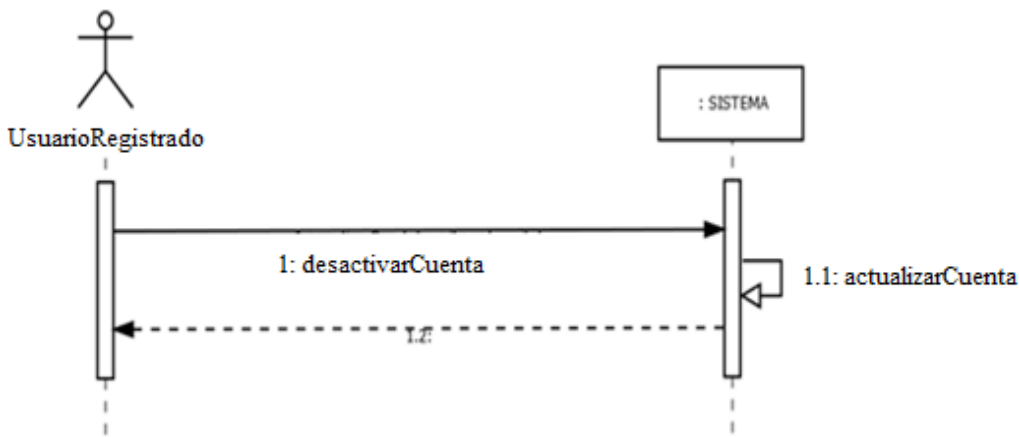 : SISTEMA
UsuarioRegistrado
1: desactivarCuenta
1.1: actualizarCuenta
1.2: